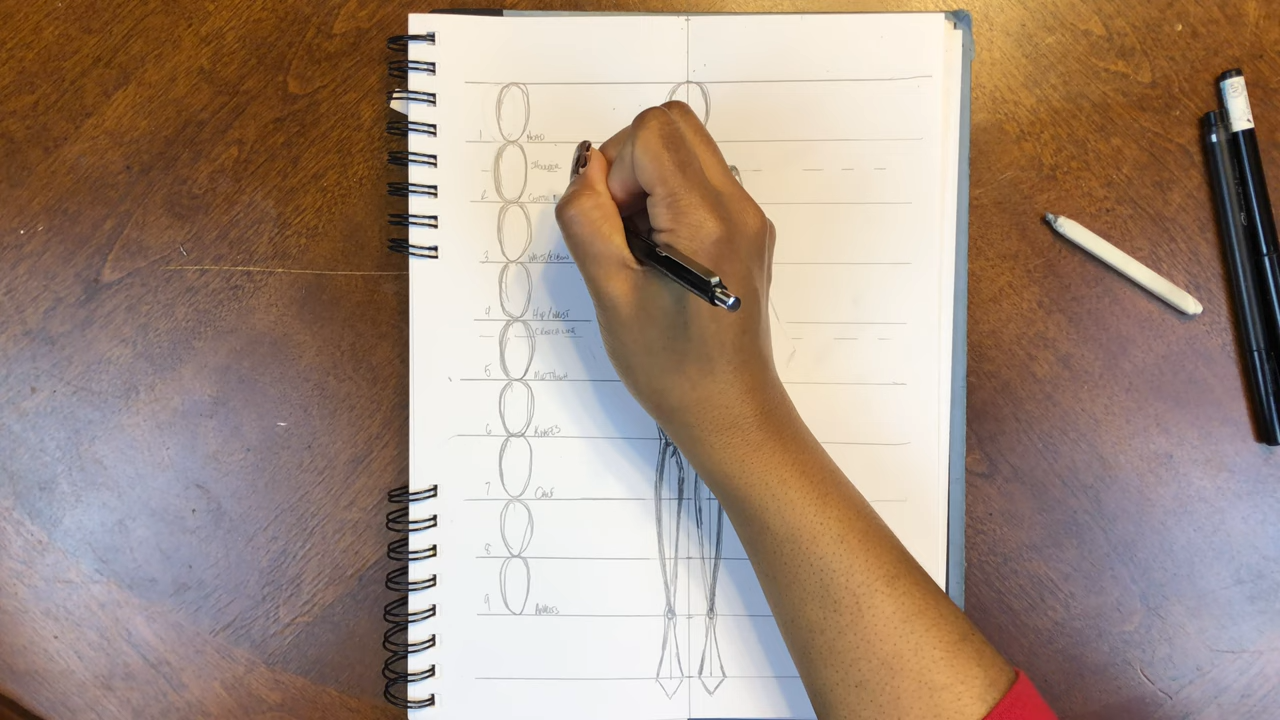 1 HEAD
SHOULDER
2
3 WAIST/ELBOW
4 HIP/WRIST
CROTCH LINE
5 MIDTHIGH
6 KNEES
7 CALF
8
9 ANKLES